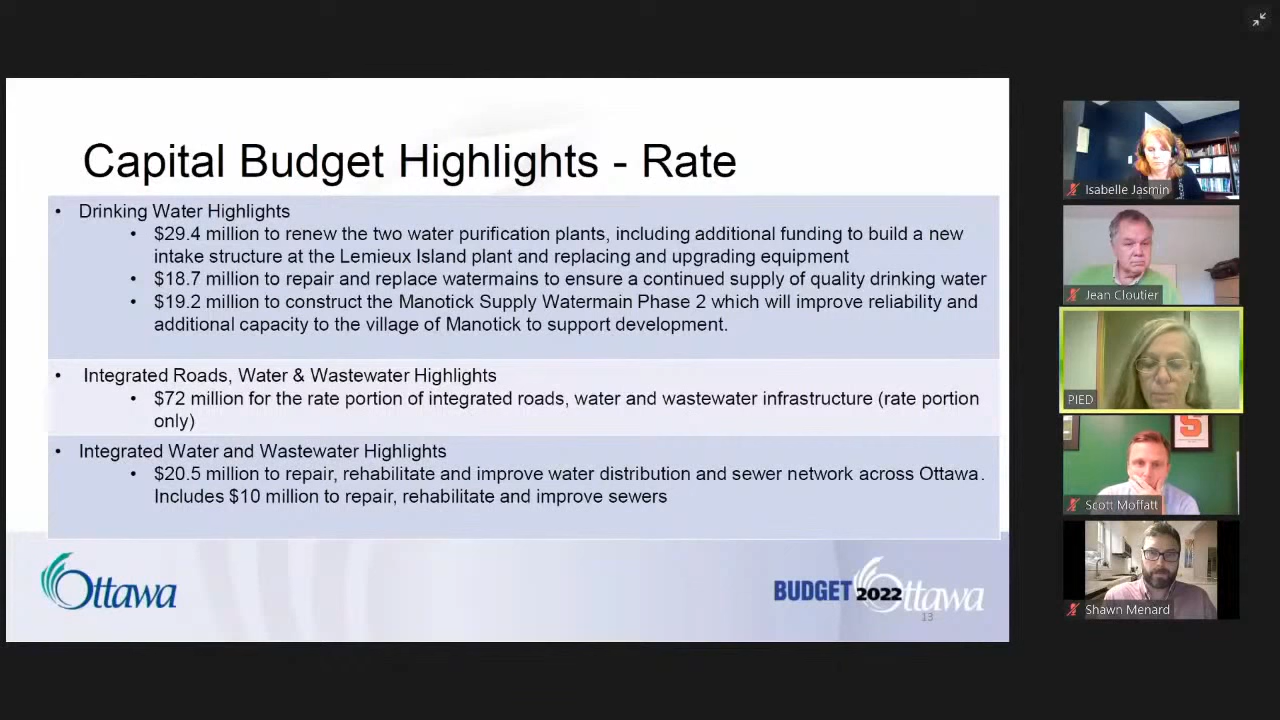 Capital Budget Highlights - Rate
• Drinking Water Highlights
• $29.4 million to renew the two water purification plants, including additional funding to build a new
intake structure at the Lemieux Island plant and replacing and upgrading equipment
• $18.7 million to repair and replace watermains to ensure a continued supply of quality drinking water
• $19.2 million to construct the Manotick Supply Watermain Phase 2 which will improve reliability and
additional capacity to the village of Manotick to support development.
• Integrated Roads, Water & Wastewater Highlights
• $72 million for the rate portion of integrated roads, water and wastewater infrastructure (rate portion
only)
• Integrated Water and Wastewater Highlights
• $20.5 million to repair, rehabilitate and improve water distribution and sewer network across Ottawa.
Includes $10 million to repair, rehabilitate and improve sewers
Ottawa
BUDGET 2022 Ottawa
13
Isabelle Jasmin
Jean Cloutier
PIED
S
Scott Moffatt
Shawn Menard